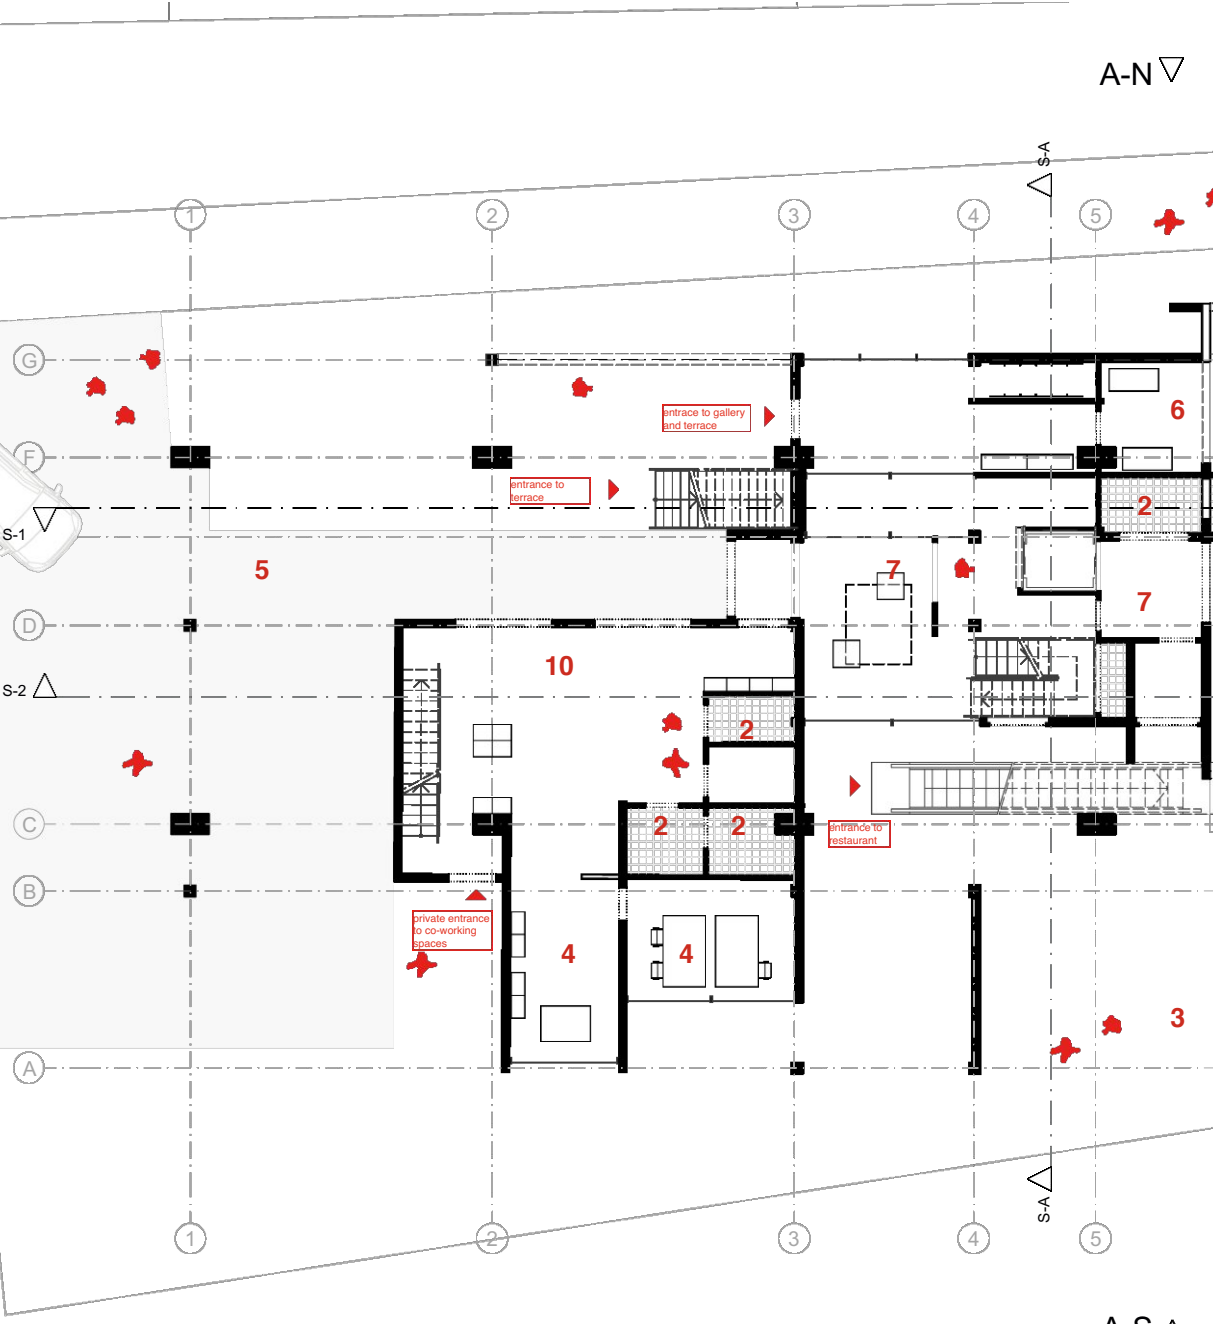 A-N
S-A
1
2
3
4
5
G
entrace to gallery
and terrace
6
F
entrance to
terrace
2
S-1
5
7
7
D
10
S-2
2
C
2
2
entrance to
restaurant
B
private entrance
to co-working
spaces
4
4
3
A
S-A
1
2
3
4
5
A-S